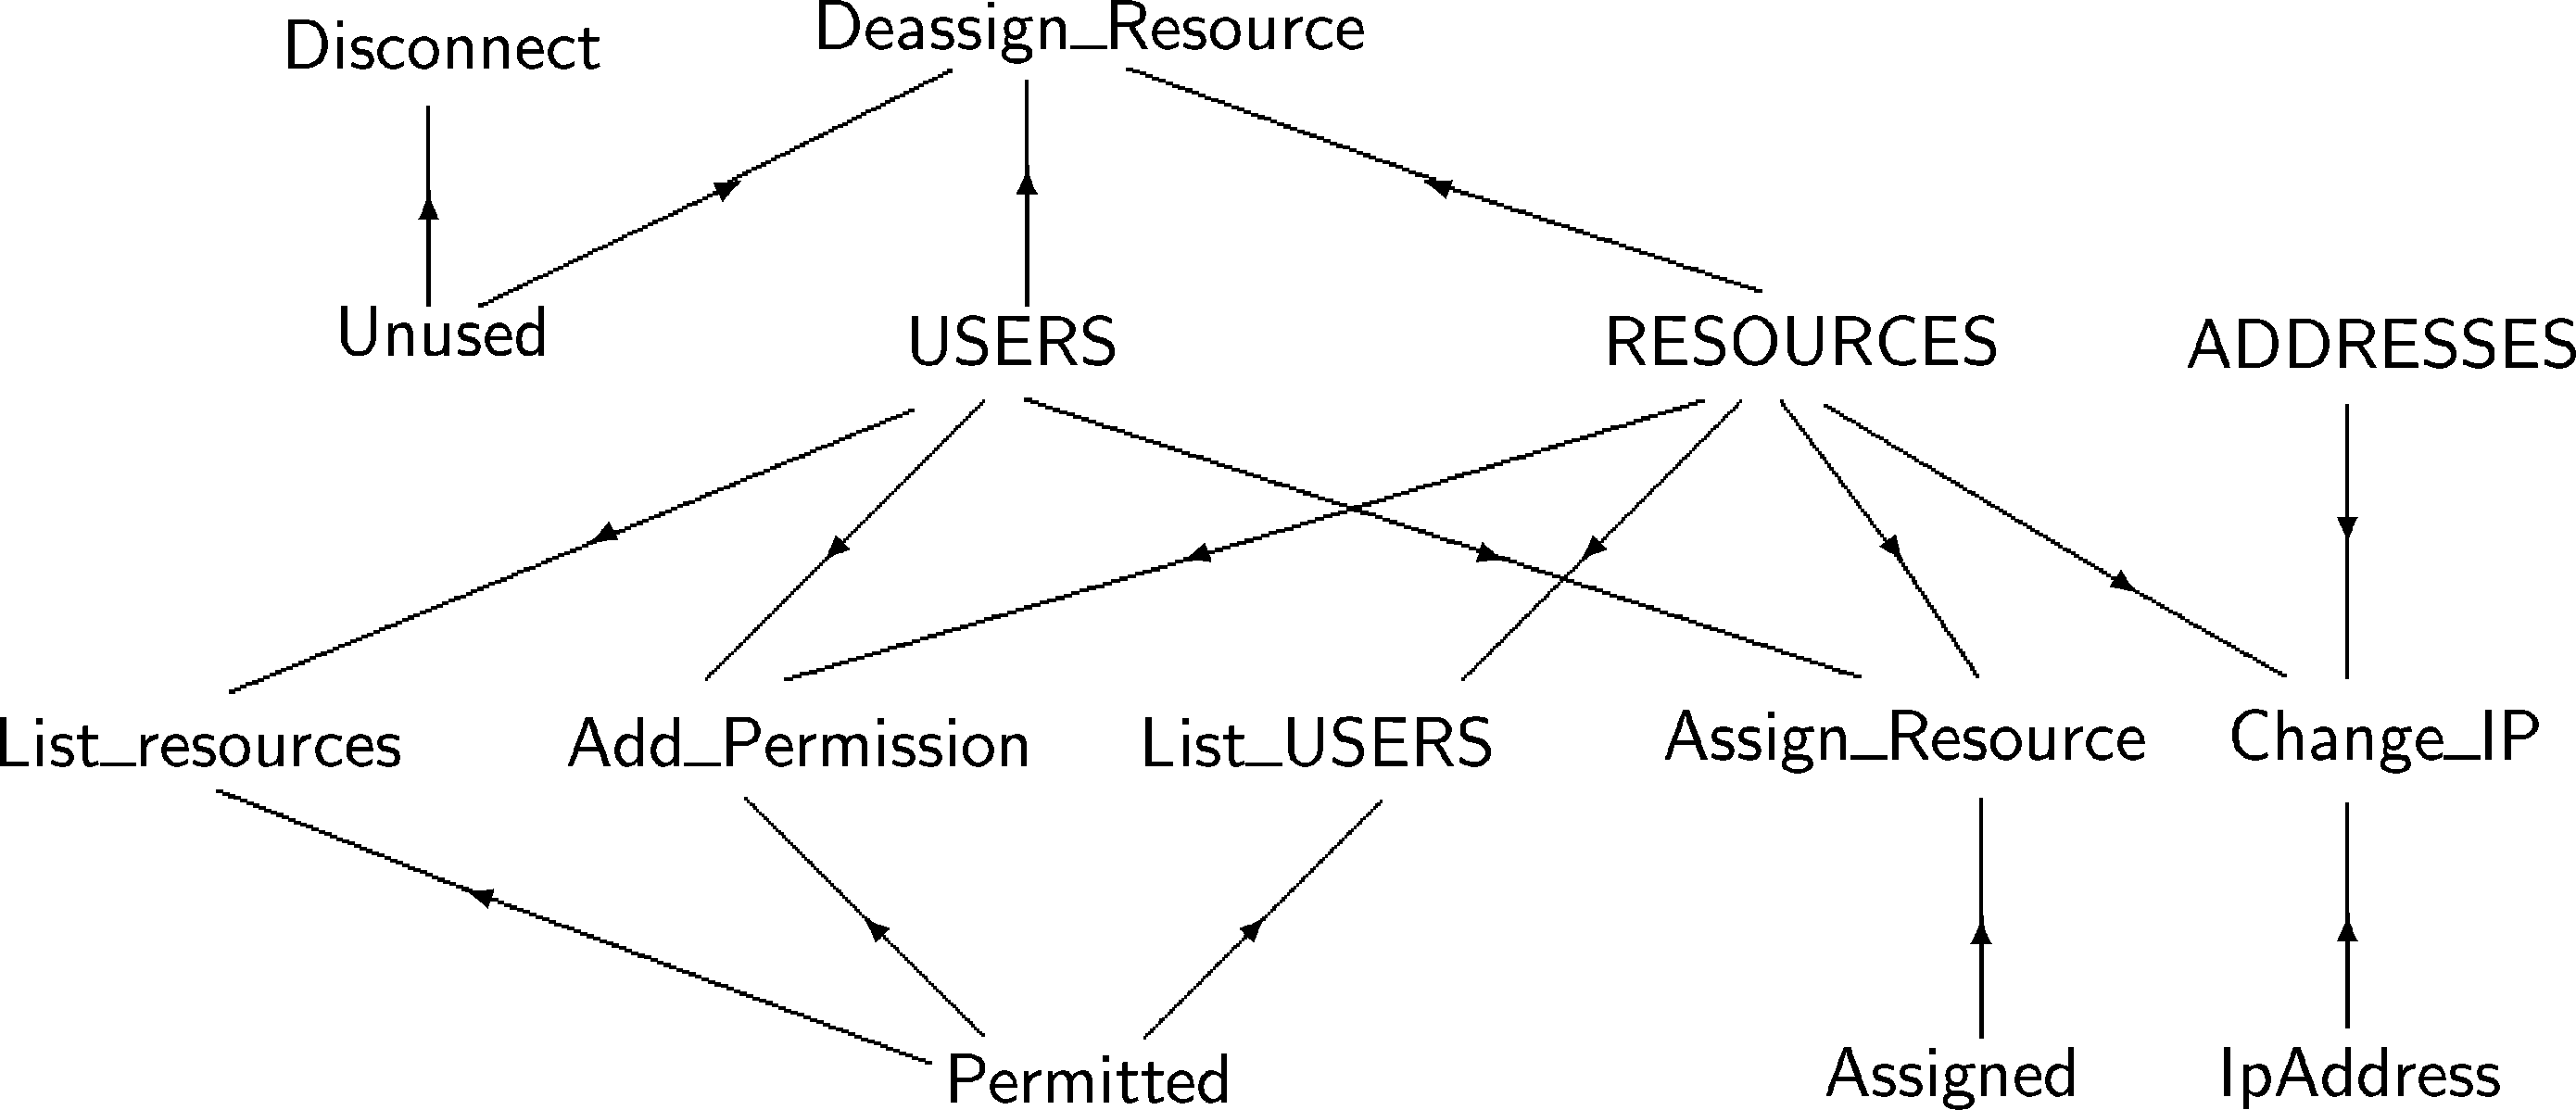 Disconnect
Deassign_Resource
Unused
USERS
RESOURCES
ADDRESSES
List_resources
Add_Permission
List_USERS
Assign_Resource
Change_IP
Permitted
Assigned
IpAddress